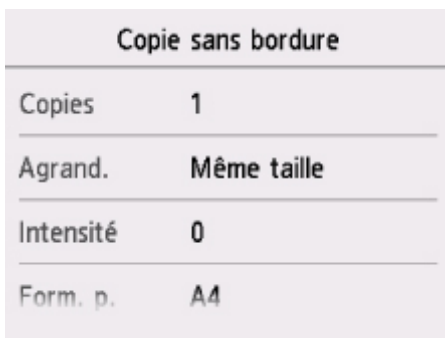 Copie sans bordure
Copies 1
Agrand. Même taille
Intensité 0
Form. p. A4